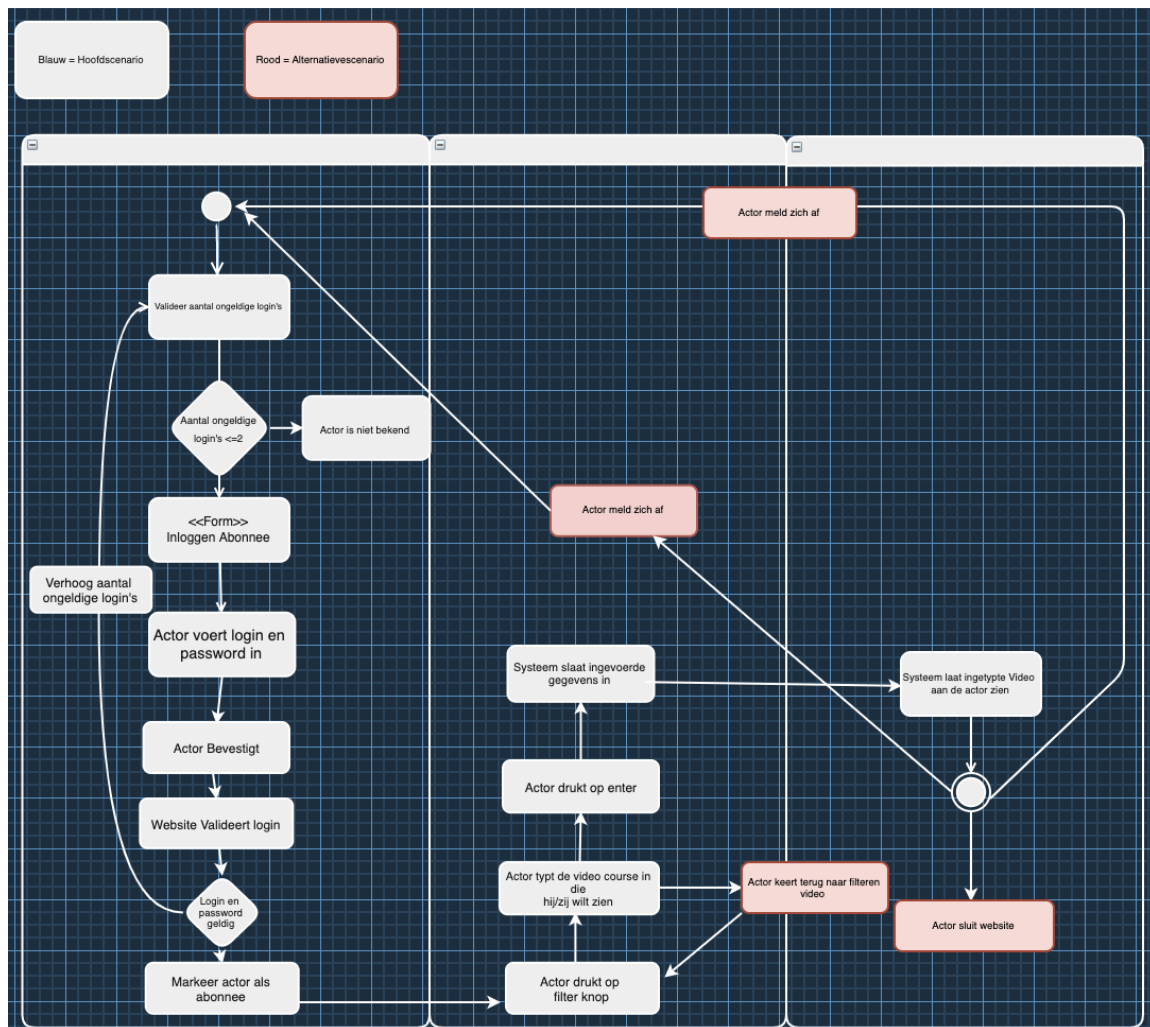 Blauw = Hoofdscenario
Rood = Alternatievescenario
Actor meld zich af
Valideer aantal ongeldige login's
Aantal ongeldige
login's <=2
Actor is niet bekend
<<Form>>
Inloggen Abonnee
Verhoog aantal
ongeldige login's
Actor voert login en
password in
Actor Bevestigt
Website Valideert login
Login en
password
geldig
Markeer actor als
abonnee
Actor meld zich af
Systeem slaat ingevoerde
gegevens in
Actor drukt op enter
Actor typt de video course in
die
hij/zij wilt zien
Actor keert terug naar filteren
video
Actor drukt op
filter knop
Systeem laat ingetypte Video
aan de actor zien
Actor sluit website